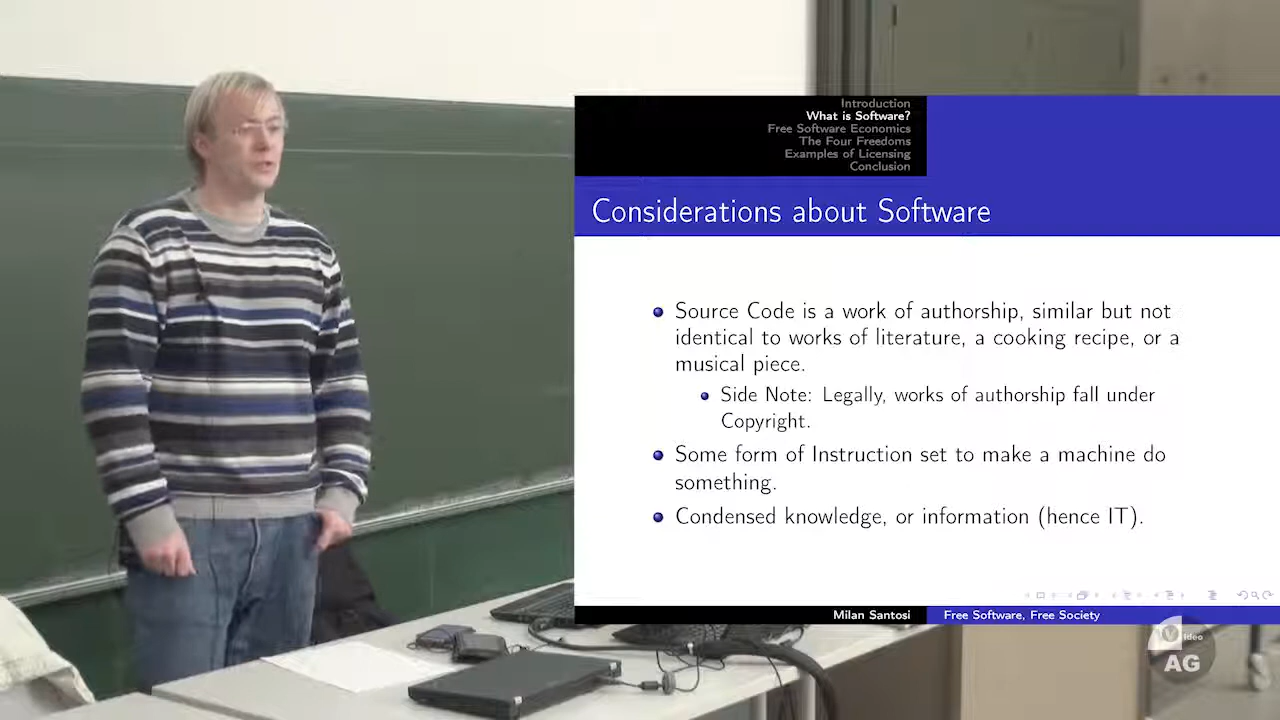 Introduction
What is Software?
Free Software Economics
The Four Freedoms
Examples of Licensing
Conclusion
Considerations about Software
Source Code is a work of authorship, similar but not
identical to works of literature, a cooking recipe, or a
musical piece.
Side Note: Legally, works of authorship fall under
Copyright.
Some form of Instruction set to make a machine do
something.
Condensed knowledge, or information (hence IT).
Milan Santosi
Free Software, Free Society
Video
AG